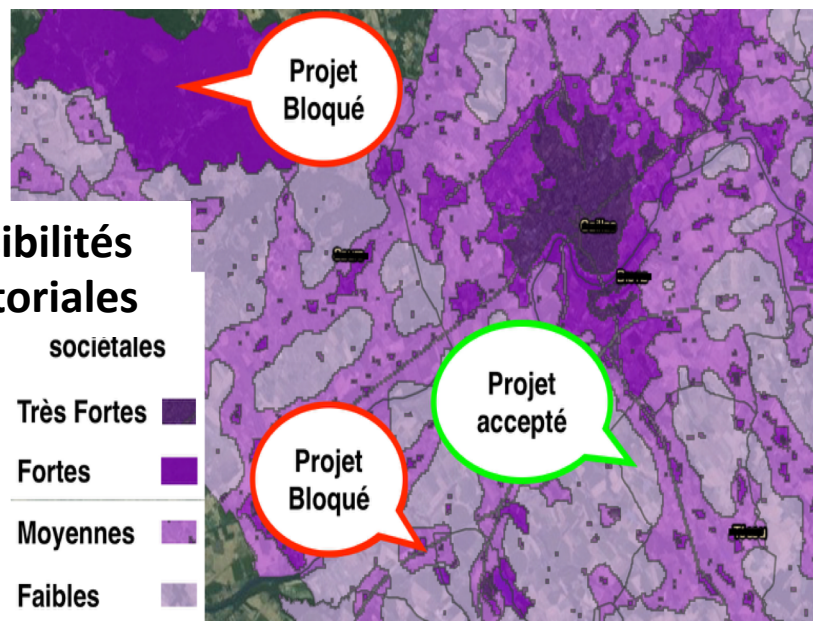 Projet
Bloqué
ibilités
toriales
sociétales
Très Fortes
Fortes
Moyennes
Faibles
Projet
accepté
Projet
Bloqué